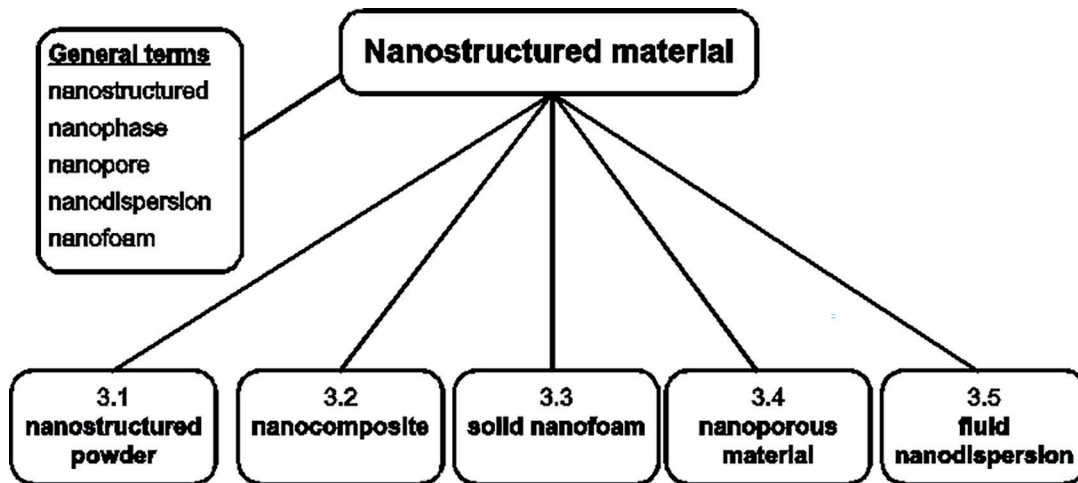 General terms
nanostructured
nanophase
nanopore
nanodispersion
nanofoam
Nanostructured material
3.1
nanostructured
powder
3.2
nanocomposite
3.3
solid nanofoam
3.4
nanoporous
material
3.5
fluid
nanodispersion